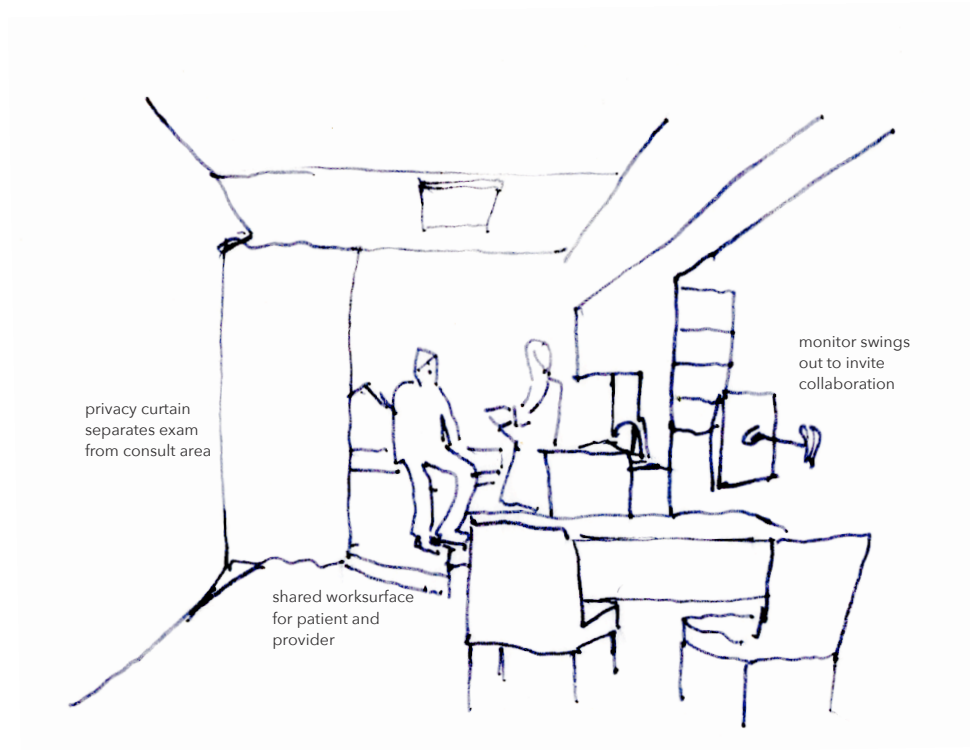 monitor swings
out to invite
collaboration
privacy curtain
separates exam
from consult area
shared worksurface
for patient and
provider